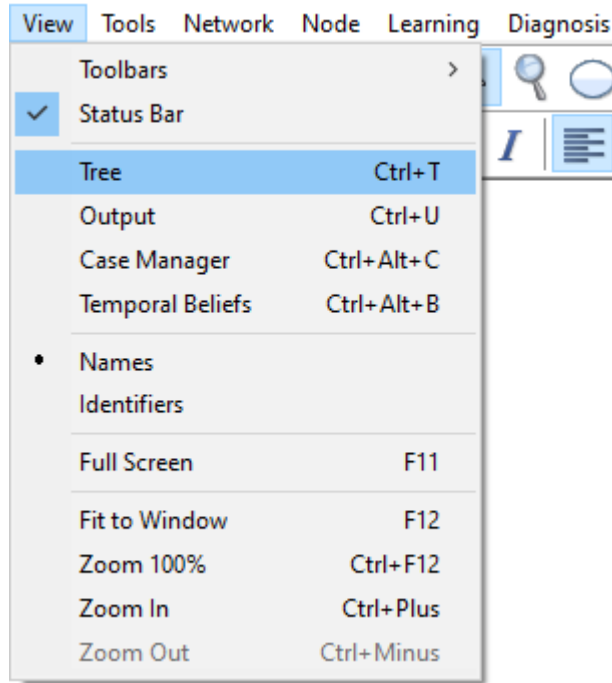 View Tools Network Node Learning Diagnosis
Toolbars >
Status Bar
I
Tree Ctrl+T
Output Ctrl+U
Case Manager Ctrl+Alt+C
Temporal Beliefs Ctrl+Alt+B
Names
Identifiers
Full Screen F11
Fit to Window F12
Zoom 100% Ctrl+F12
Zoom In Ctrl+Plus
Zoom Out Ctrl+Minus